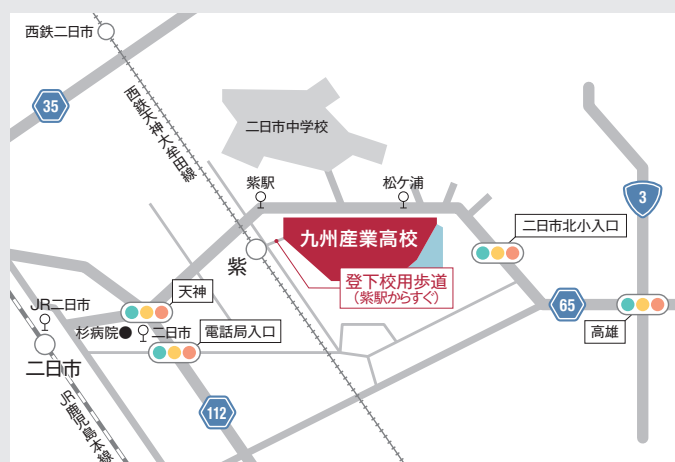 西鉄二日市
35
西鉄天神大牟田線
二日市中学校
3
紫駅
松ケ浦
九州産業高校
二日市北小入口
紫
登下校用歩道
（紫駅からすぐ）
天神
JR二日市
65
杉病院
二日市
電話局入口
高雄
二日市
112
JR鹿児島本線